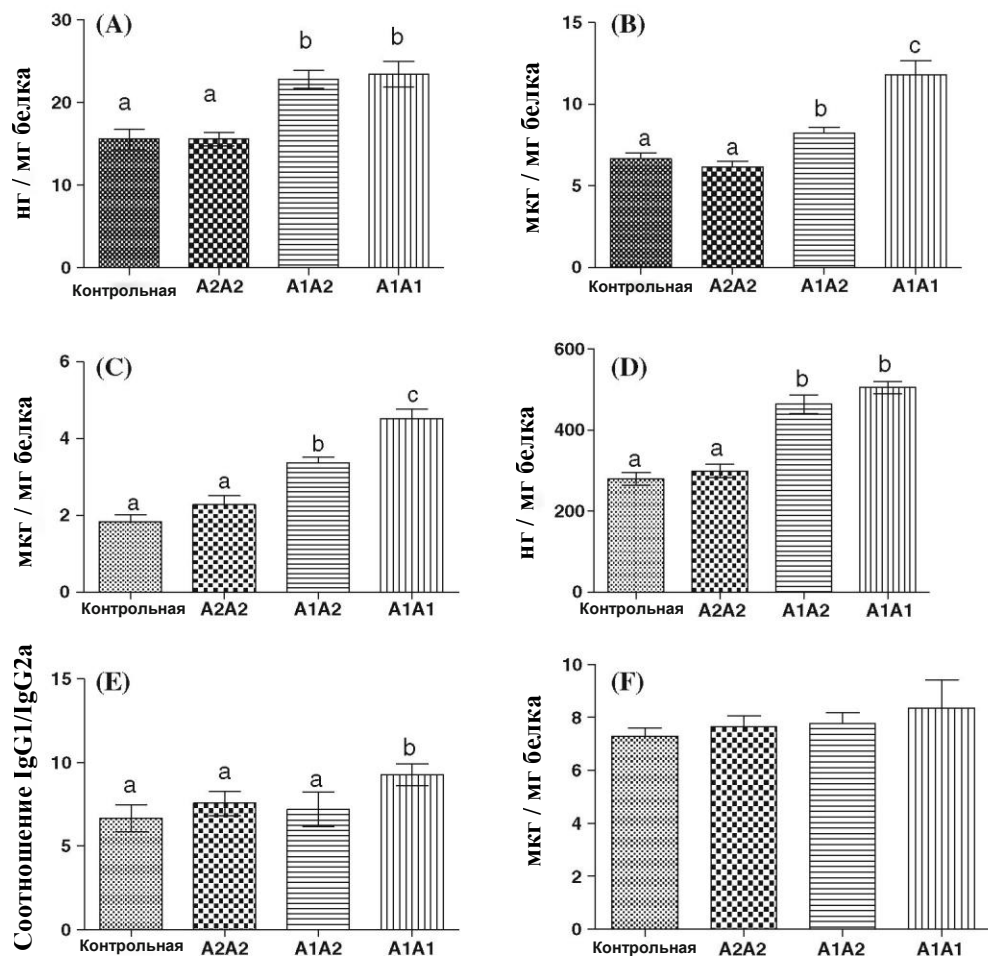 (A)
нг / мг белка
30
20
10
0
a
a
b
b
Контрольная A2A2 A1A2 A1A1
(B)
мкг / мг белка
15
10
5
0
a
a
b
c
Контрольная A2A2 A1A2 A1A1
(C)
мкг / мг белка
6
4
2
0
a
a
b
c
Контрольная A2A2 A1A2 A1A1
(D)
нг / мг белка
600
400
200
0
a
a
b
b
Контрольная A2A2 A1A2 A1A1
(E)
Соотношение IgG1/IgG2a
15
10
5
0
a
a
a
b
Контрольная A2A2 A1A2 A1A1
(F)
мкг / мг белка
10
8
6
4
2
0
Контрольная A2A2 A1A2 A1A1